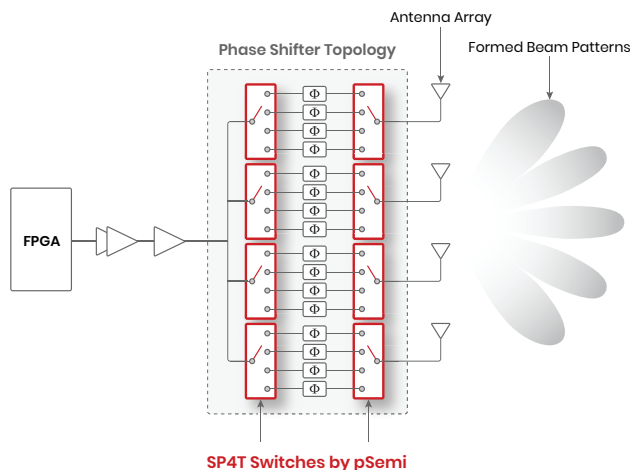 Antenna Array
Phase Shifter Topology
Formed Beam Patterns
Φ
Φ
Φ
Φ
Φ
Φ
Φ
Φ
FPGA
Φ
Φ
Φ
Φ
Φ
Φ
Φ
Φ
SP4T Switches by pSemi